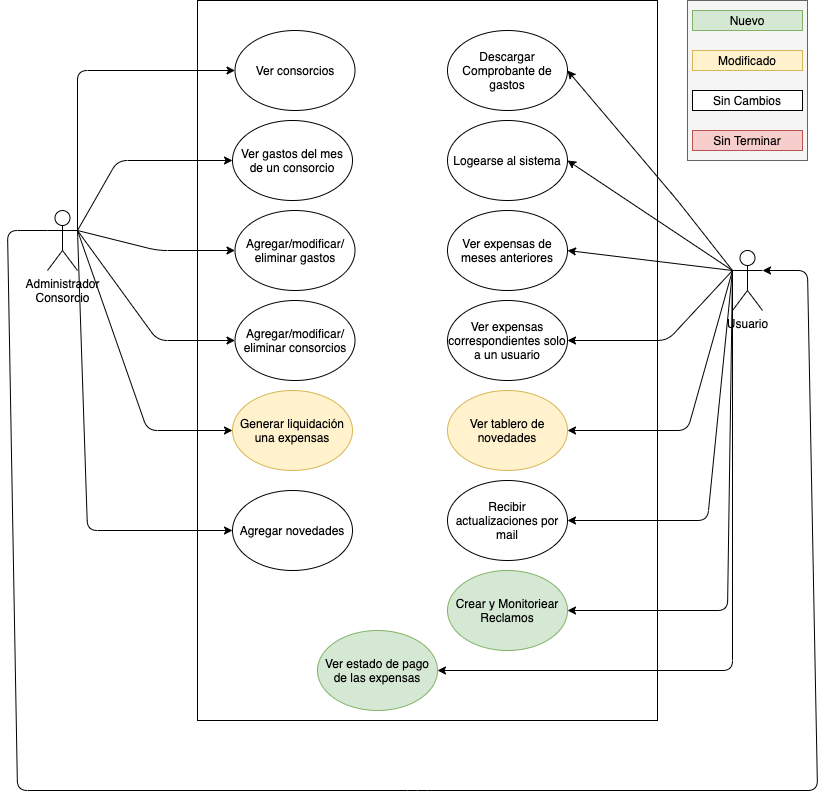 Nuevo
Modificado
Sin Cambios
Sin Terminar
Administrador
Consorcio
Ver consorcios
Ver gastos del mes
de un consorcio
Agregar/modificar/
eliminar gastos
Agregar/modificar/
eliminar consorcios
Generar liquidación
una expensas
Agregar novedades
Descargar
Comprobante de
gastos
Logearse al sistema
Ver expensas de
meses anteriores
Ver expensas
correspondientes solo
a un usuario
Ver tablero de
novedades
Recibir
actualizaciones por
mail
Crear y Monitoriear
Reclamos
Ver estado de pago
de las expensas
Usuario